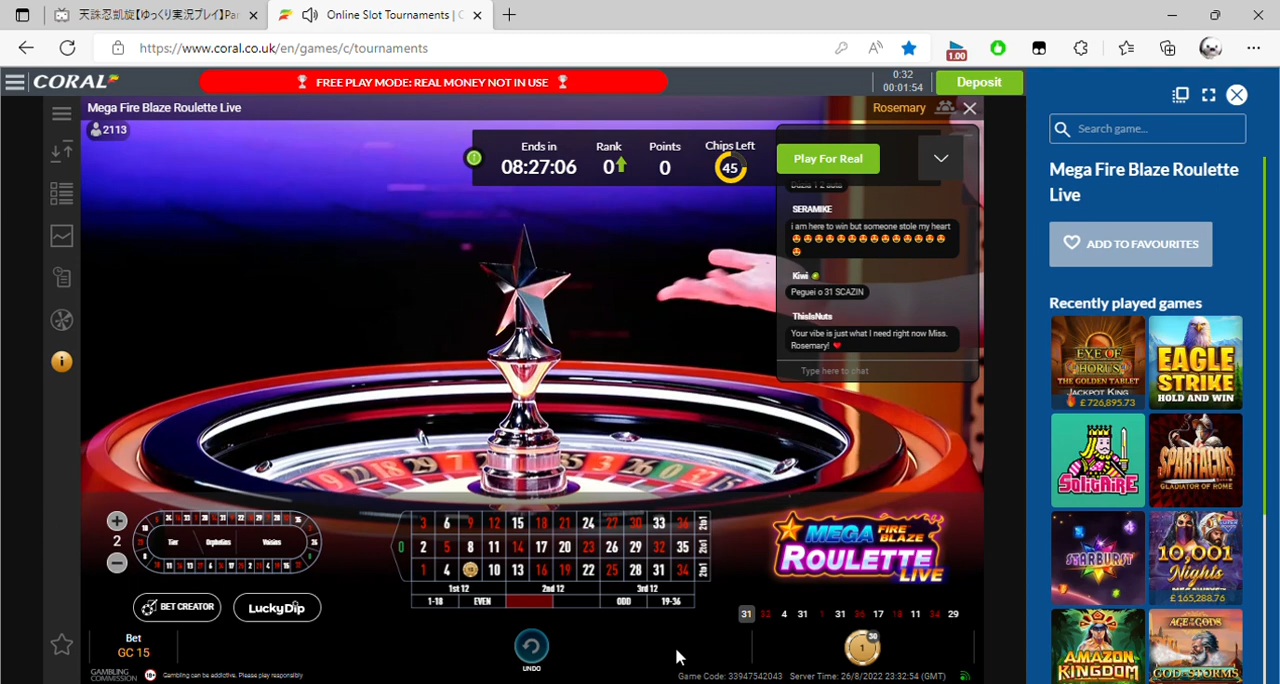 天誅忍凱旋【ゆっくり実況プレイ】Par
Online Slot Tournaments | C
https://www.coral.co.uk/en/games/c/tournaments
1.00
CORAL
FREE PLAY MODE: REAL MONEY NOT IN USE
0:32
00:01:54
Deposit
Mega Fire Blaze Roulette Live
Rosemary
2113
Ends in
08:27:06
Rank
0
Points
0
Chips Left
45
Play For Real
SERAMIKE
i am here to win but someone stole my heart
Kiwi
Peguei o 31 SCAZIN
ThisIsNuts
Your vibe is just what I need right now Miss.
Rosemary! ❤
Type here to chat
Search game...
Mega Fire Blaze Roulette
Live
ADD TO FAVOURITES
Recently played games
EYE OF
HORUS
THE GOLDEN TABLET
JACKPOT KING
£726,895.73
EAGLE
STRIKE
HOLD AND WIN
SOLITAIRE
SPARTACUS
GLADIATOR OF ROME
STARBURST
10,001
Nights
MEGAWAYS
£165,288.76
AMAZON
KINGDOM
AGE OF THE GODS
GOD OF STORMS
2
Tier
Orphelins
Voisins
3 6 9 12 15 18 21 24 27 30 33 36 2to1
0 2 5 8 11 14 17 20 23 26 29 32 35 2to1
1 4 10 13 16 19 22 25 28 31 34 2to1
1st 12 2nd 12 3rd 12
1-18 EVEN ODD 19-36
MEGA FIRE BLAZE
ROULETTE
LIVE
BET CREATOR
LuckyDip
31 32 4 31 1 31 36 17 18 11 34 29
Bet
GC 15
UNDO
1
30
GAMBLING
COMMISSION
18+
Gambling can be addictive. Please play responsibly
Game Code: 33947542043 Server Time: 26/8/2022 23:32:54 (GMT)